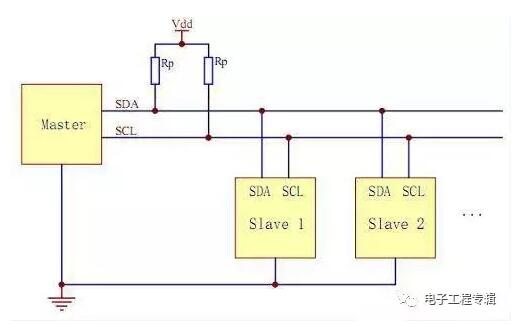 Vdd
Rp
Rp
SDA
SCL
Master
SDA SCL
Slave 1
SDA SCL
Slave 2
...
电子工程专辑